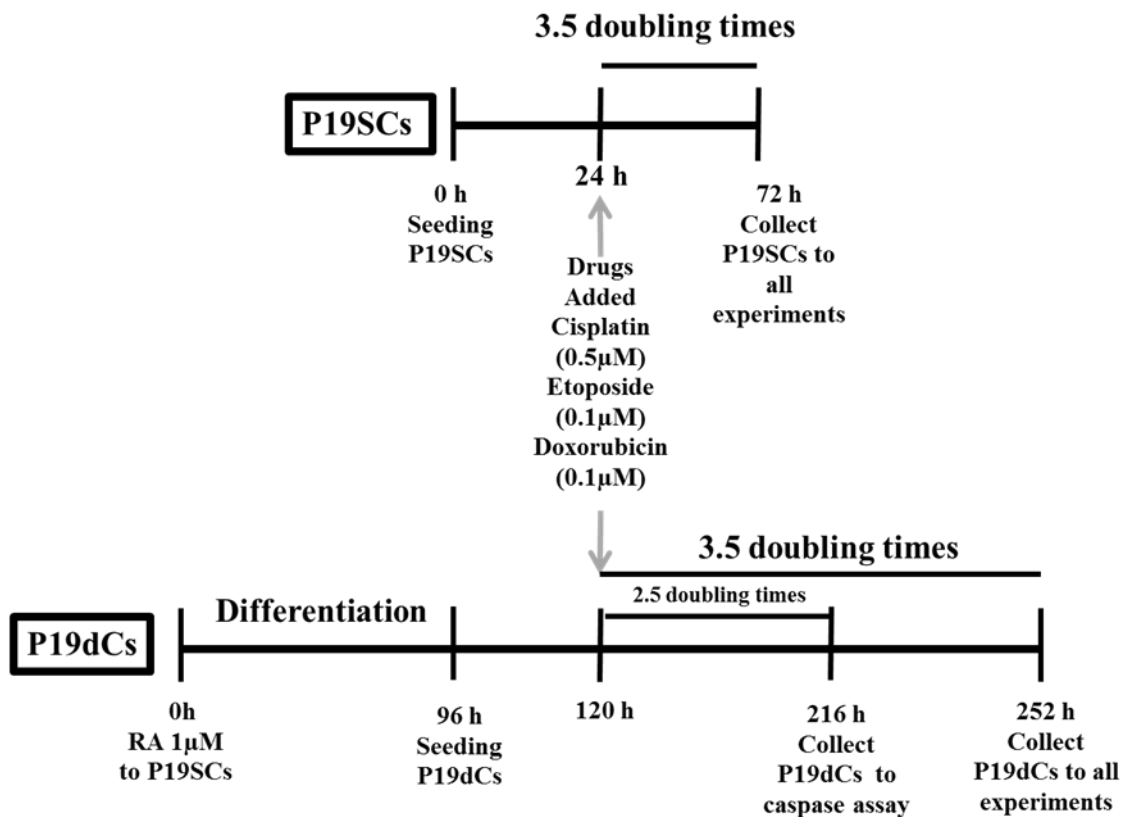 3.5 doubling times
P19SCs
24 h
0 h
Seeding
P19SCs
72 h
Collect
P19SCs to
all
experiments
Drugs
Added
Cisplatin
(0.5µM)
Etoposide
(0.1µM)
Doxorubicin
(0.1µM)
3.5 doubling times
2.5 doubling times
Differentiation
P19dCs
0h
RA 1µM
to P19SCs
96 h
Seeding
P19dCs
120 h
216 h
Collect
P19dCs to
caspase assay
252 h
Collect
P19dCs to all
experiments